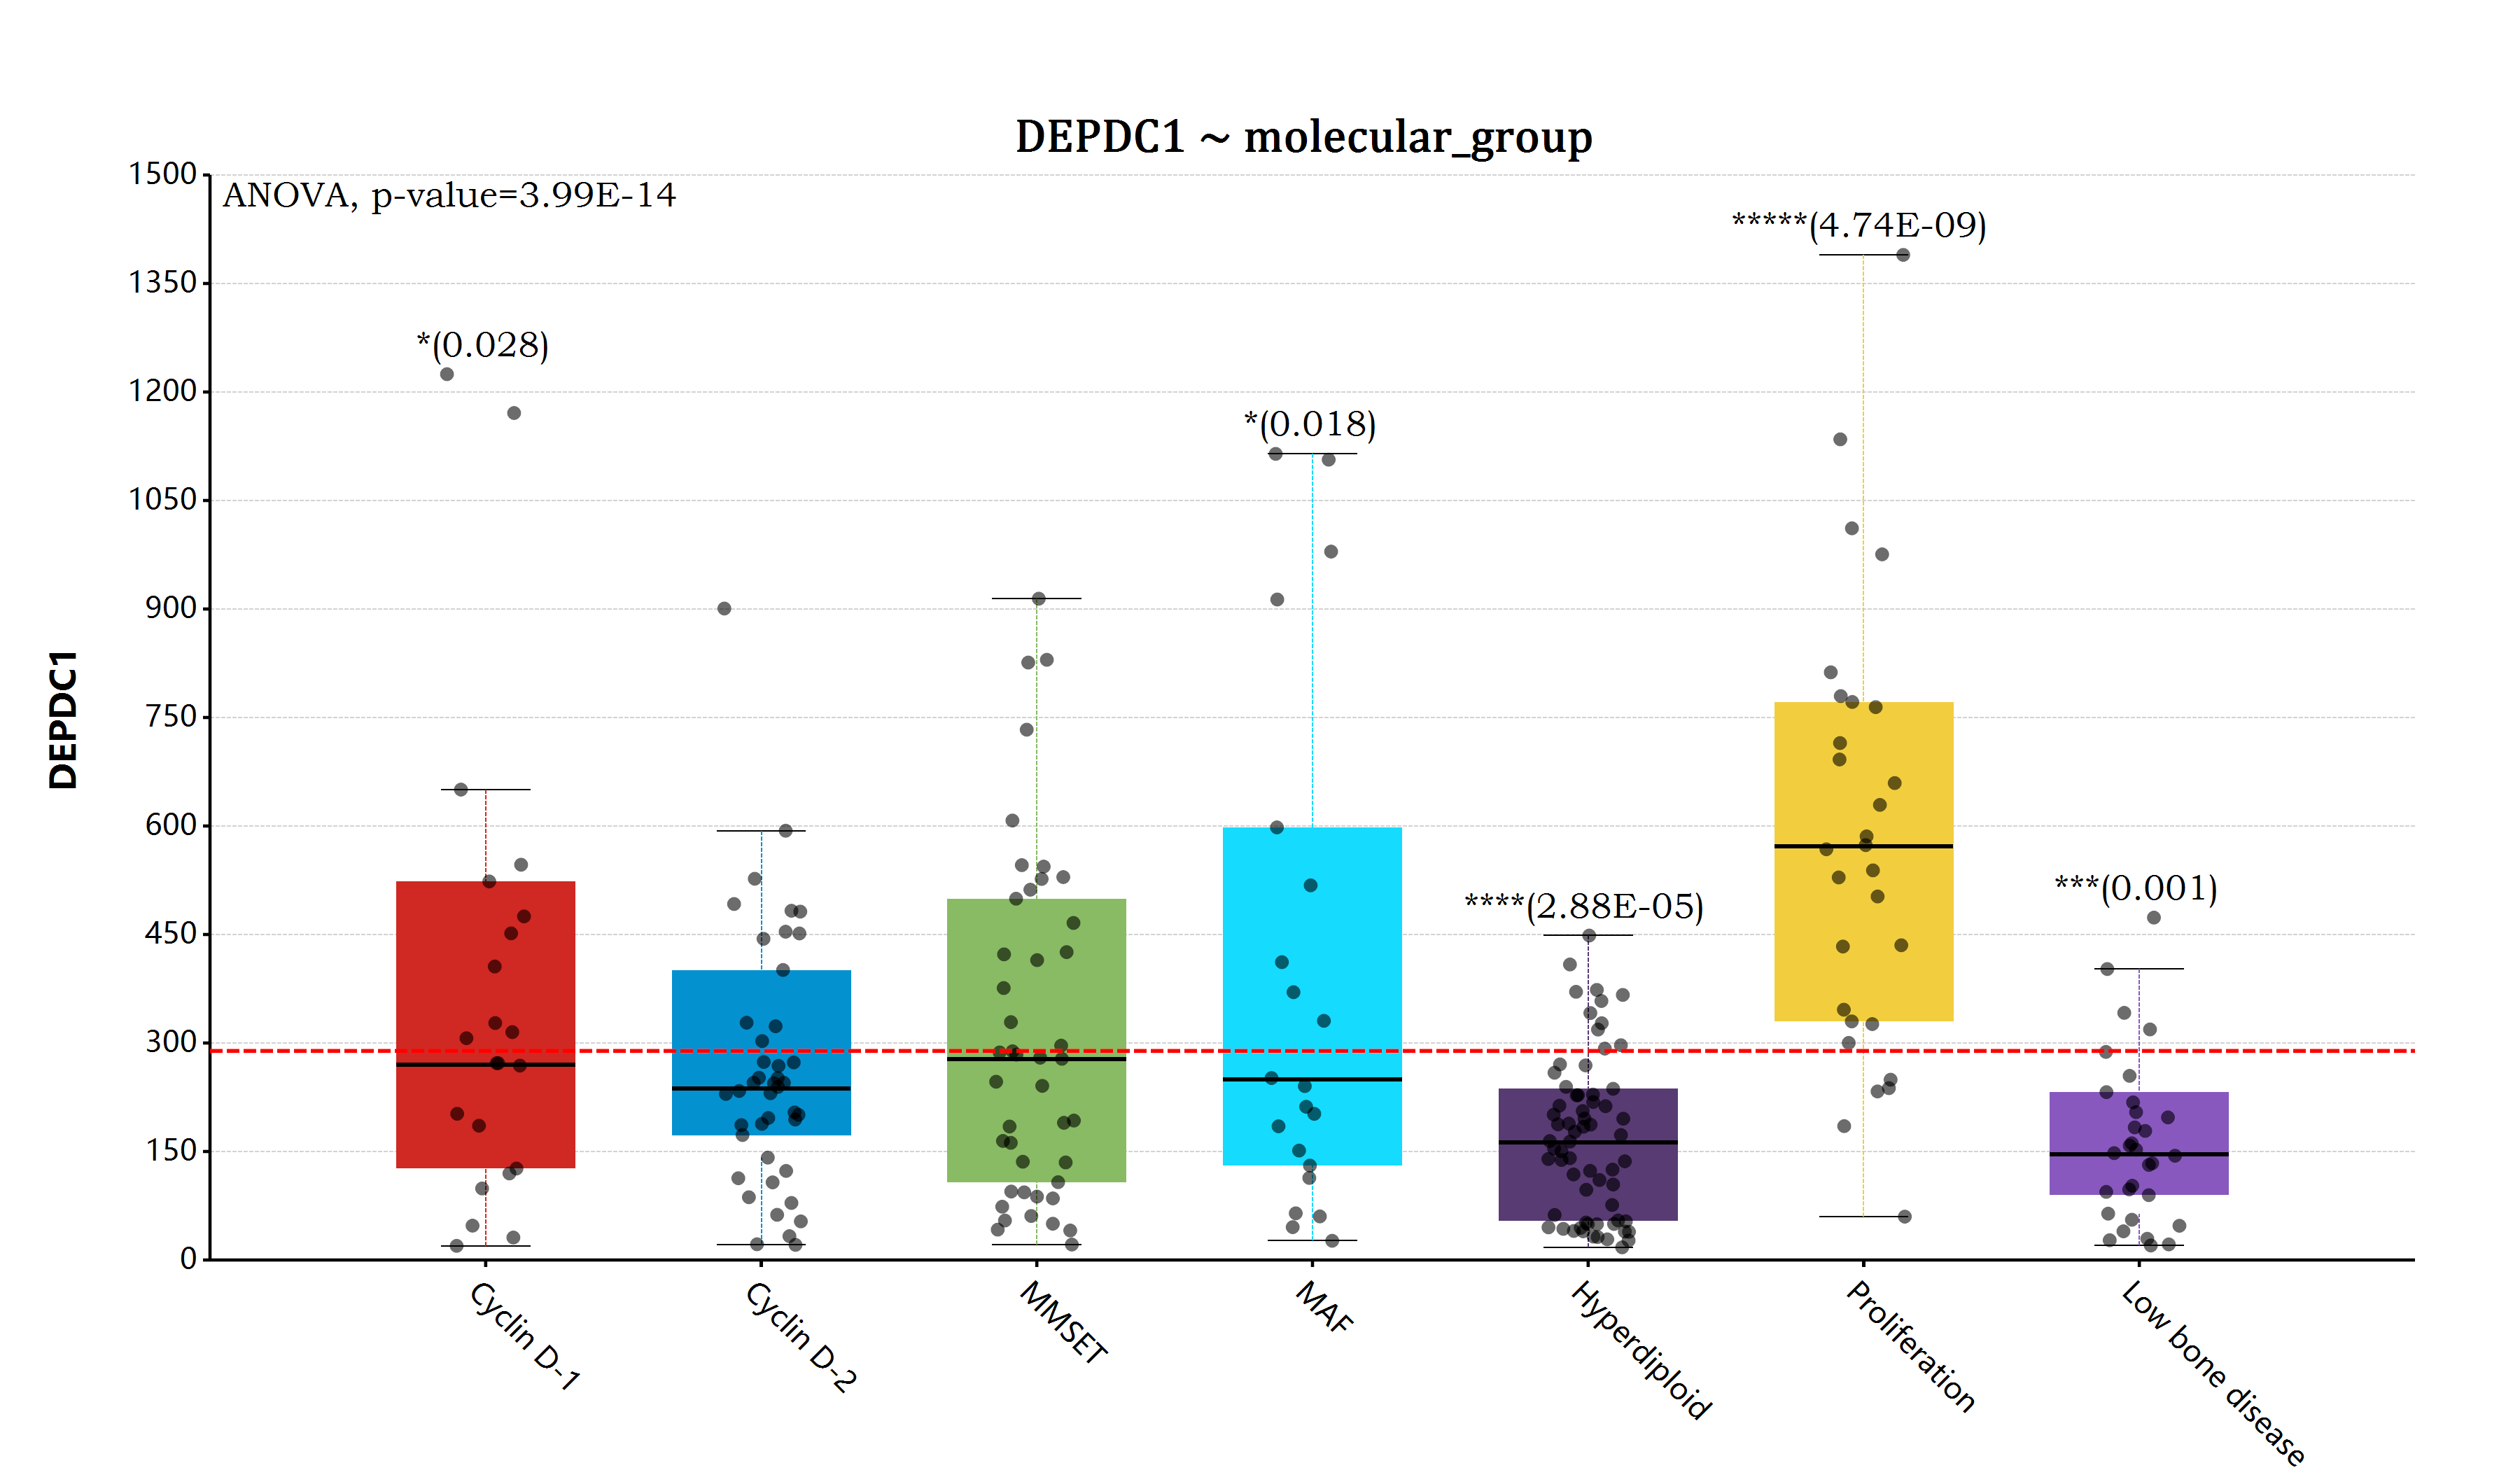 DEPDC1 ~ molecular_group
ANOVA, p-value=3.99E-14
*(0.028)
*(0.018)
****(2.88E-05)
*****(4.74E-09)
***(0.001)
DEPDC1
1500
1350
1200
1050
900
750
600
450
300
150
0
Cyclin D-1
Cyclin D-2
MMSET
MAF
Hyperdiploid
Proliferation
Low bone disease